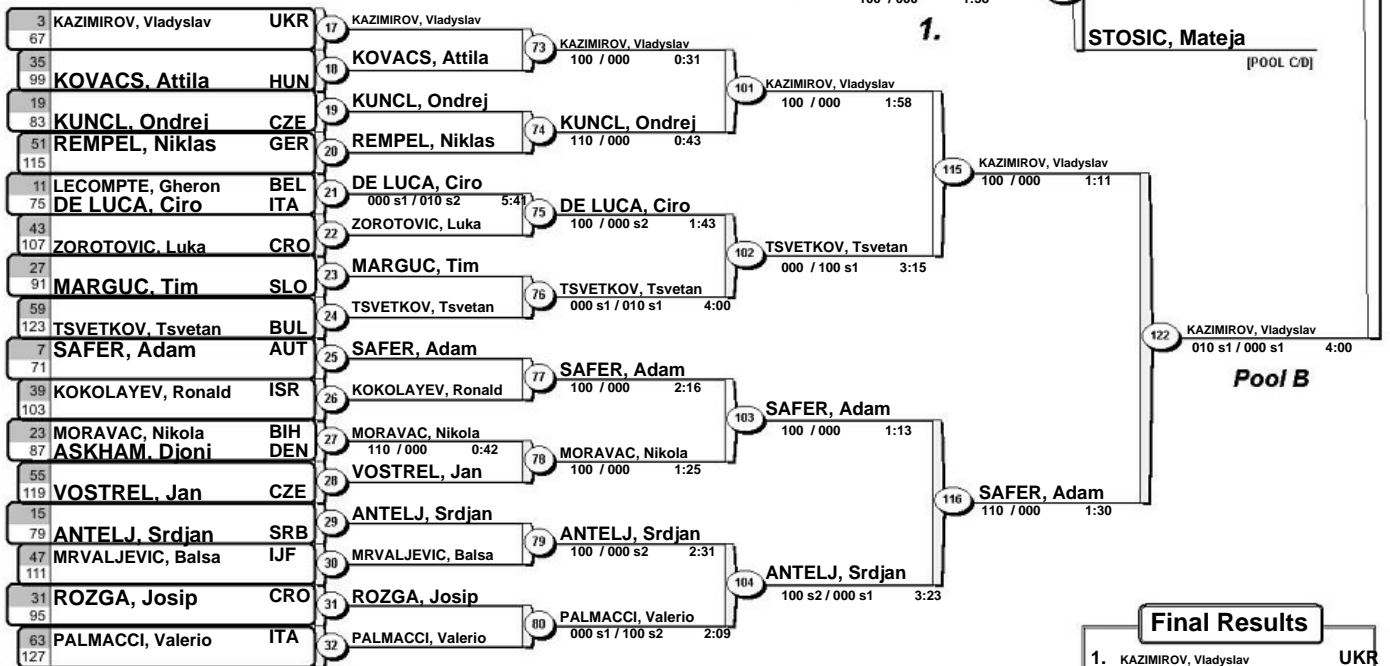 100 / 000 1:58
1.
STOSIC, Mateja
[POOL C/D]
3 KAZIMIROV, Vladyslav UKR
67
35
99 KOVACS, Attila HUN
19
83 KUNCL, Ondrej CZE
51 REMPEL, Niklas GER
115
11 LECOMPTE, Gheron BEL
75 DE LUCA, Ciro ITA
43
107 ZOROTOVIC, Luka CRO
27
91 MARGUC, Tim SLO
59
123 TSVETKOV, Tsvetan BUL
7 SAFER, Adam AUT
71
39 KOKOLAYEV, Ronald ISR
103
23 MORAVAC, Nikola BIH
87 ASKHAM, Djoni DEN
55
119 VOSTREL, Jan CZE
15
79 ANTELJ, Srdjan SRB
47 MRVALJEVIC, Balsa IJF
111
31 ROZGA, Josip CRO
95
63 PALMACCI, Valerio ITA
127
17 KAZIMIROV, Vladyslav
18 KOVACS, Attila
19 KUNCL, Ondrej
20 REMPEL, Niklas
21 DE LUCA, Ciro
000 s1 / 010 s2 5:41
22 ZOROTOVIC, Luka
23 MARGUC, Tim
24 TSVETKOV, Tsvetan
25 SAFER, Adam
26 KOKOLAYEV, Ronald
27 MORAVAC, Nikola
110 / 000 0:42
28 VOSTREL, Jan
29 ANTELJ, Srdjan
30 MRVALJEVIC, Balsa
31 ROZGA, Josip
32 PALMACCI, Valerio
73 KAZIMIROV, Vladyslav
100 / 000 0:31
74 KUNCL, Ondrej
110 / 000 0:43
75 DE LUCA, Ciro
100 / 000 s2 1:43
76 TSVETKOV, Tsvetan
000 s1 / 010 s1 4:00
77 SAFER, Adam
100 / 000 2:16
78 MORAVAC, Nikola
100 / 000 1:25
79 ANTELJ, Srdjan
100 / 000 s2 2:31
80 PALMACCI, Valerio
000 s1 / 100 s2 2:09
101 KAZIMIROV, Vladyslav
100 / 000 1:58
102 TSVETKOV, Tsvetan
000 / 100 s1 3:15
103 SAFER, Adam
100 / 000 1:13
104 ANTELJ, Srdjan
100 s2 / 000 s1 3:23
115 KAZIMIROV, Vladyslav
100 / 000 1:11
116 SAFER, Adam
110 / 000 1:30
122 KAZIMIROV, Vladyslav
010 s1 / 000 s1 4:00
Pool B
Final Results
1. KAZIMIROV, Vladyslav UKR